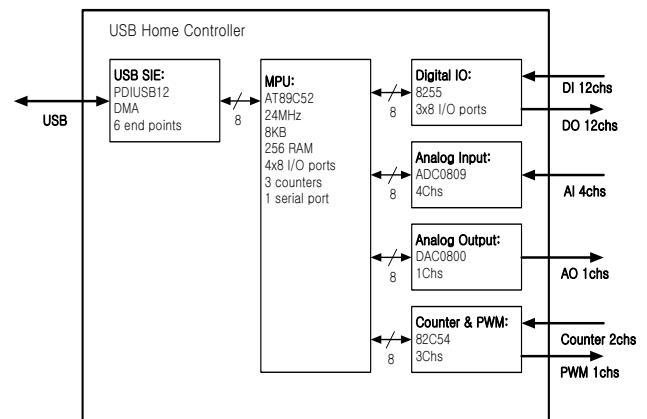 USB Home Controller
USB SIE:
PDIUSB12
DMA
6 end points
USB
8
MPU:
AT89C52
24MHz
8KB
256 RAM
4x8 I/O ports
3 counters
1 serial port
8
Digital IO:
8255
3x8 I/O ports
DI 12chs
DO 12chs
8
Analog Input:
ADC0809
4Chs
AI 4chs
8
Analog Output:
DAC0800
1Chs
AO 1chs
8
Counter & PWM:
82C54
3Chs
Counter 2chs
PWM 1chs